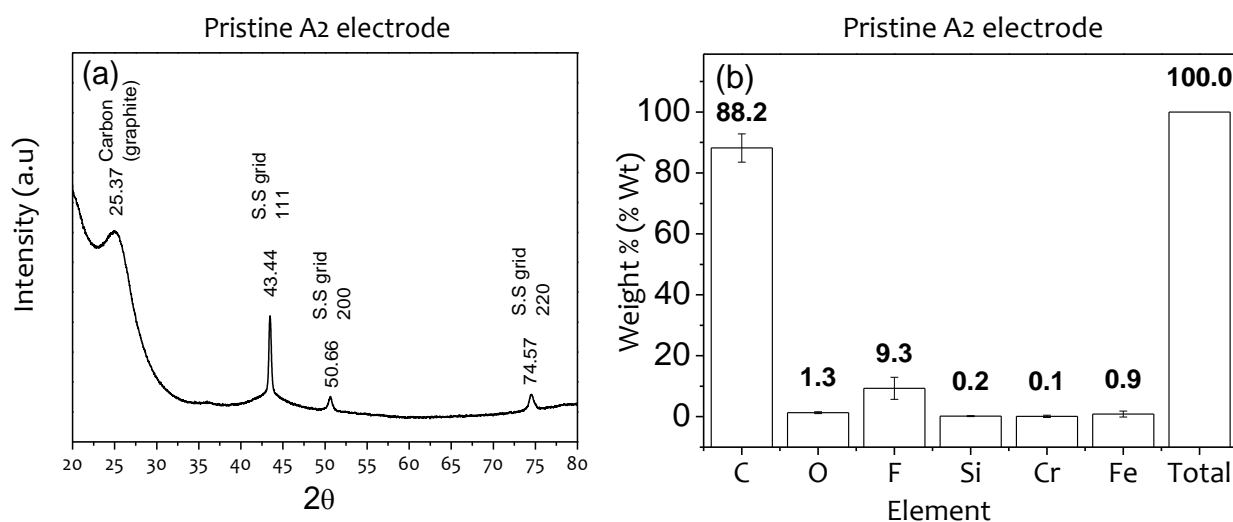 Pristine A2 electrode
(a)
Intensity (a.u)
25.37 Carbon
(graphite)
S.S grid
111
43.44
S.S grid
200
50.66
S.S grid
220
74.57
20 25 30 35 40 45 50 55 60 65 70 75 80
2θ
Pristine A2 electrode
(b)
Weight % (% Wt)
100
80
60
40
20
0
88.2
1.3
9.3
0.2
0.1
0.9
100.0
C O F Si Cr Fe Total
Element